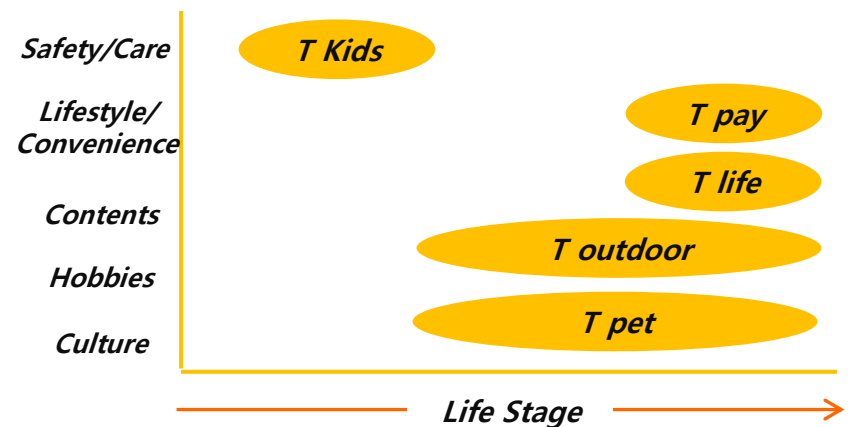 Safety/Care
T Kids
Lifestyle/
Convenience
T pay
T life
Contents
T outdoor
Hobbies
T pet
Culture
Life Stage